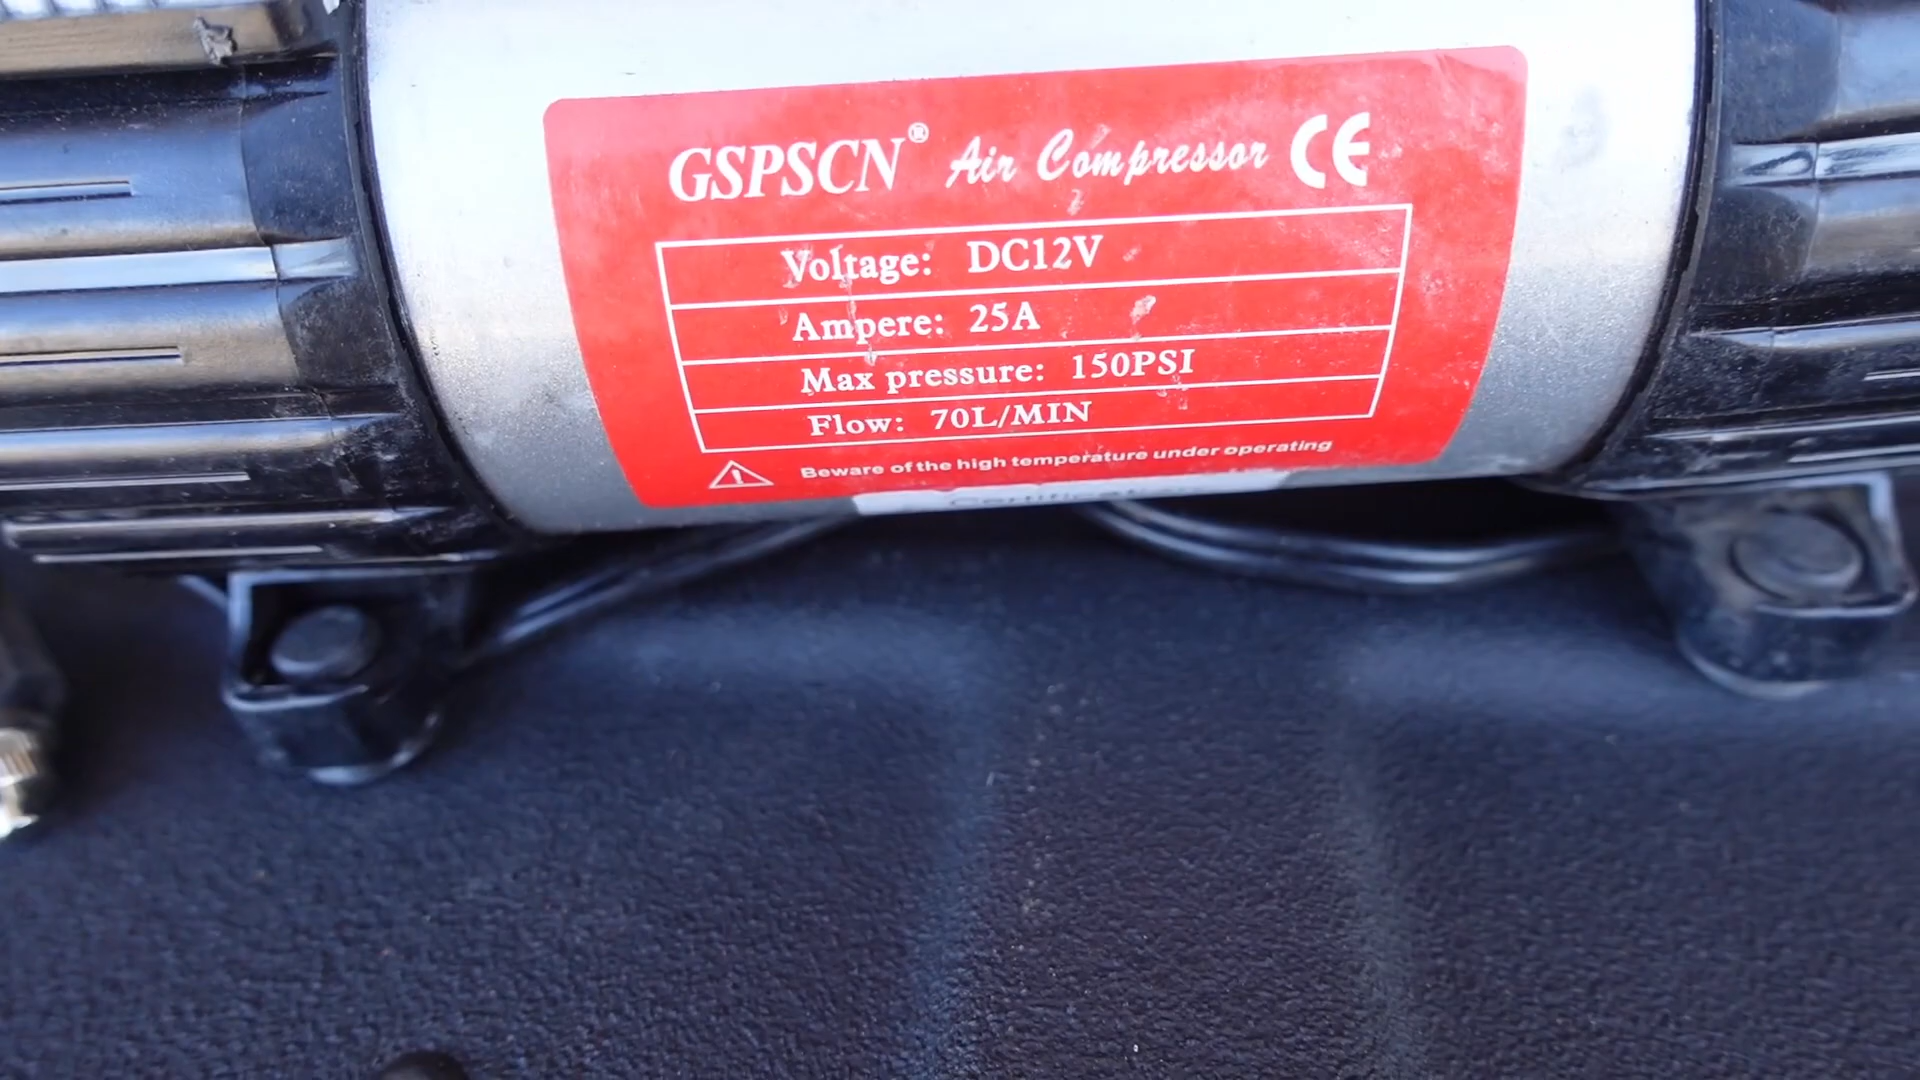 GSPSCN® Air Compressor CE
Voltage: DC12V
Ampere: 25A
Max pressure: 150PSI
Flow: 70L/MIN
Beware of the high temperature under operating